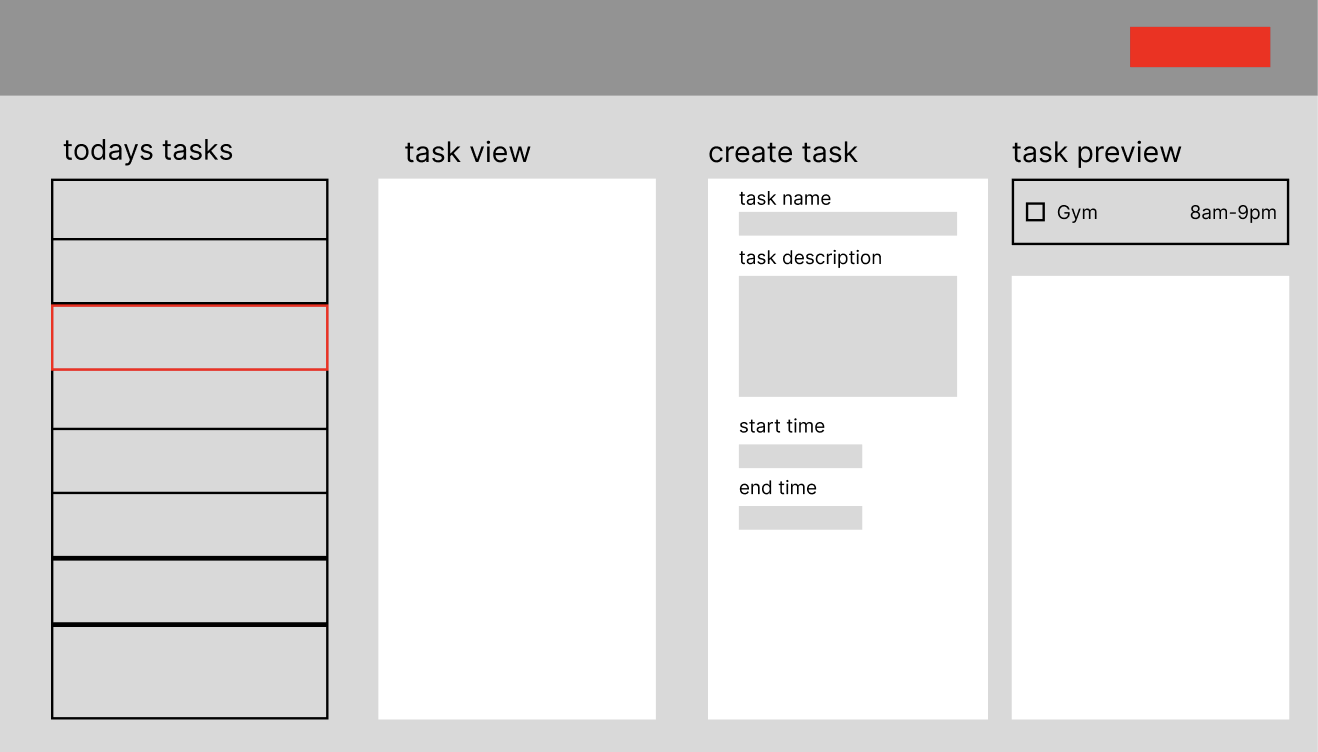 todays tasks
task view
create task
task preview
task name
task description
start time
end time
Gym
8am-9pm